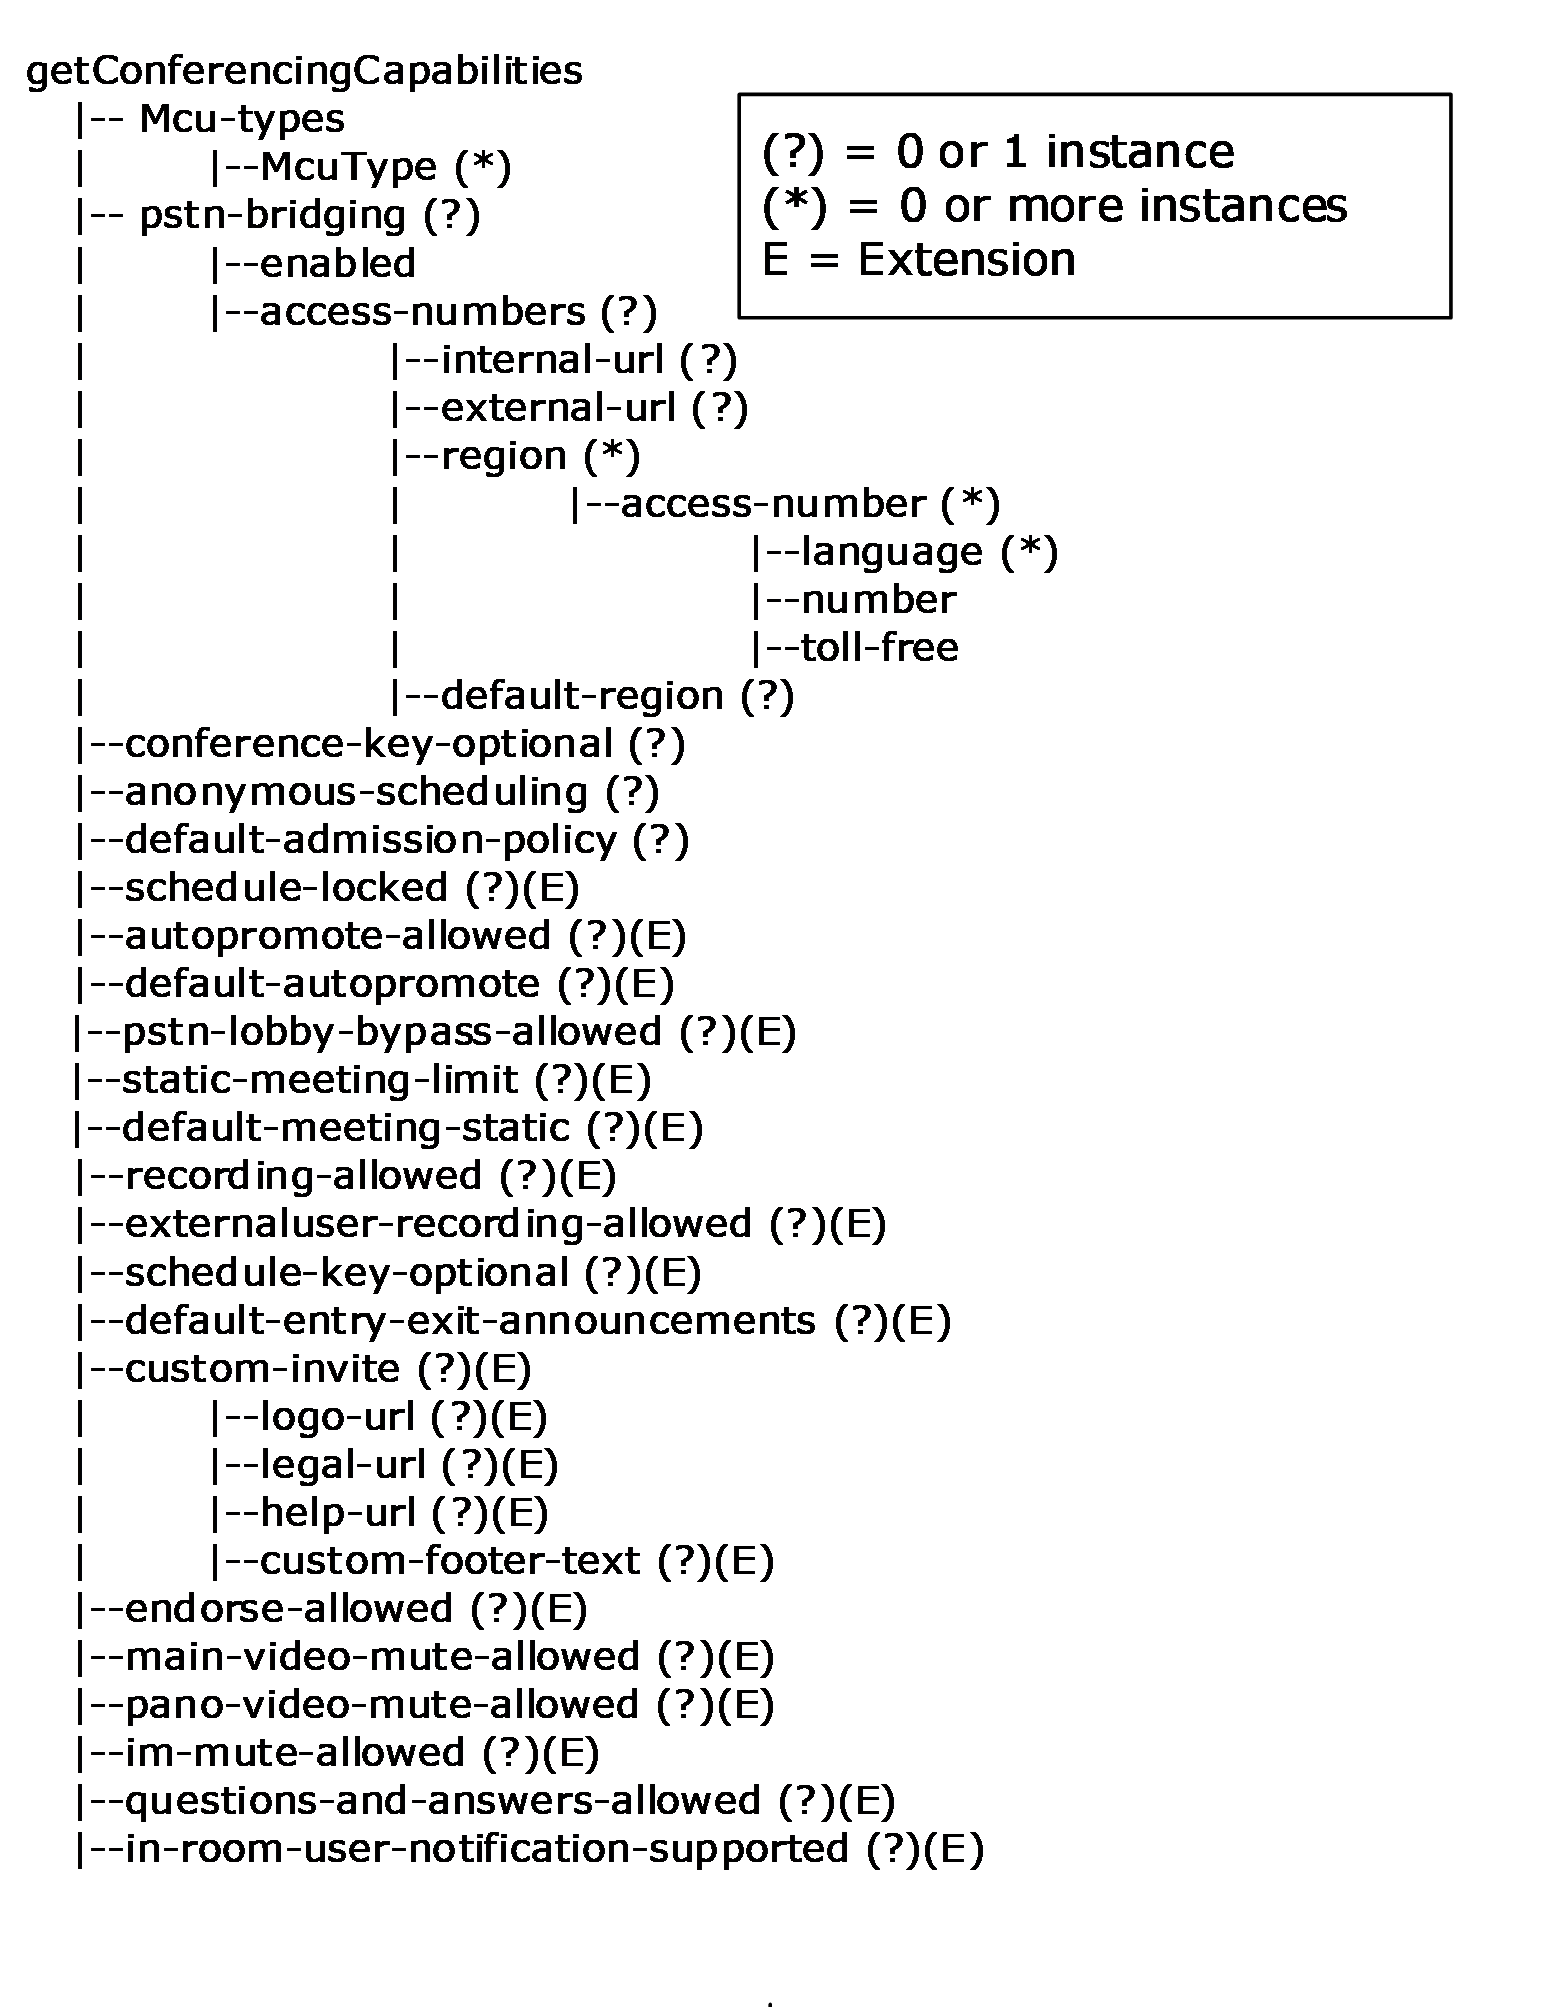 getConferencingCapabilities
|-- Mcu-types
| |--McuType (*)
|-- pstn-bridging (?)
| |--enabled
| |--access-numbers (?)
| |--internal-url (?)
| |--external-url (?)
| |--region (*)
| | |--access-number (*)
| | |--language (*)
| | |--number
| | |--toll-free
| |--default-region (?)
|--conference-key-optional (?)
|--anonymous-scheduling (?)
|--default-admission-policy (?)
|--schedule-locked (?)(E)
|--autopromote-allowed (?)(E)
|--default-autopromote (?)(E)
|--pstn-lobby-bypass-allowed (?)(E)
|--static-meeting-limit (?)(E)
|--default-meeting-static (?)(E)
|--recording-allowed (?)(E)
|--externaluser-recording-allowed (?)(E)
|--schedule-key-optional (?)(E)
|--default-entry-exit-announcements (?)(E)
|--custom-invite (?)(E)
| |--logo-url (?)(E)
| |--legal-url (?)(E)
| |--help-url (?)(E)
| |--custom-footer-text (?)(E)
|--endorse-allowed (?)(E)
|--main-video-mute-allowed (?)(E)
|--pano-video-mute-allowed (?)(E)
|--im-mute-allowed (?)(E)
|--questions-and-answers-allowed (?)(E)
|--in-room-user-notification-supported (?)(E)
(?) = 0 or 1 instance
(*) = 0 or more instances
E = Extension